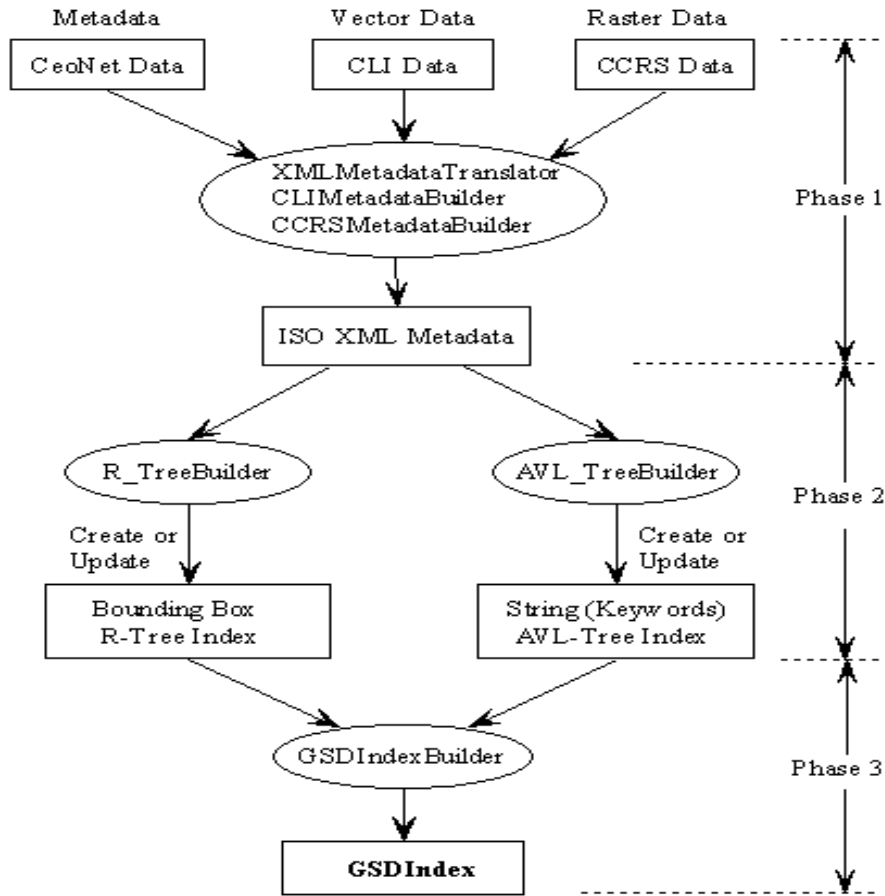 Metadata
Vector Data
Raster Data
CeoNet Data
CLI Data
CCRS Data
XMLMetadataTranslator
CLIMetadataBuilder
CCRSMetadataBuilder
Phase 1
ISO XML Metadata
R_TreeBuilder
AVL_TreeBuilder
Phase 2
Create or
Update
Create or
Update
Bounding Box
R-Tree Index
String (Keywords)
AVL-Tree Index
GSDIndexBuilder
Phase 3
GSDIndex